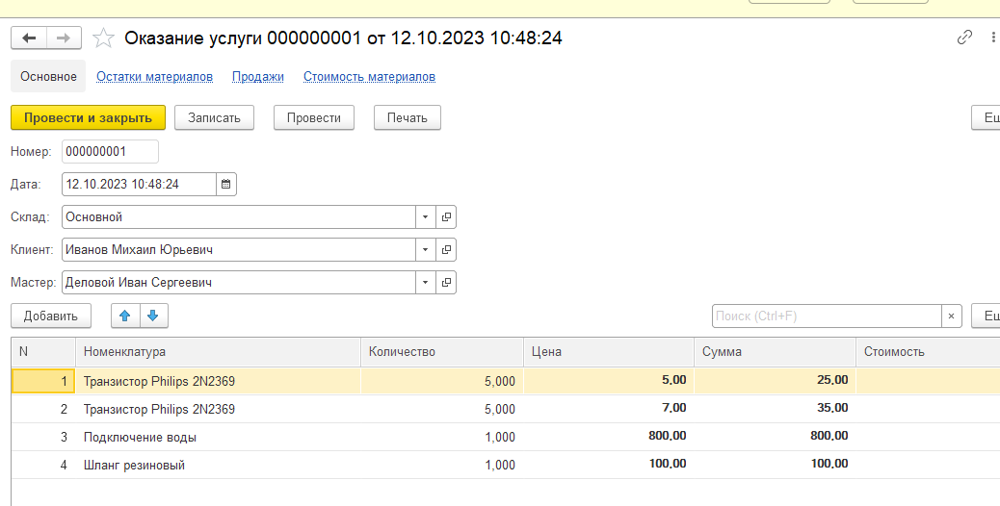 Оказание услуги 000000001 от 12.10.2023 10:48:24
Основное Остатки материалов Продажи Стоимость материалов
Провести и закрыть Записать Провести Печать Ещ
Номер: 000000001
Дата: 12.10.2023 10:48:24
Склад: Основной
Клиент: Иванов Михаил Юрьевич
Мастер: Деловой Иван Сергеевич
Добавить Поиск (Ctrl+F) × Ещ
N Номенклатура Количество Цена Сумма Стоимость
1 Транзистор Philips 2N2369 5,000 5,00 25,00
2 Транзистор Philips 2N2369 5,000 7,00 35,00
3 Подключение воды 1,000 800,00 800,00
4 Шланг резиновый 1,000 100,00 100,00